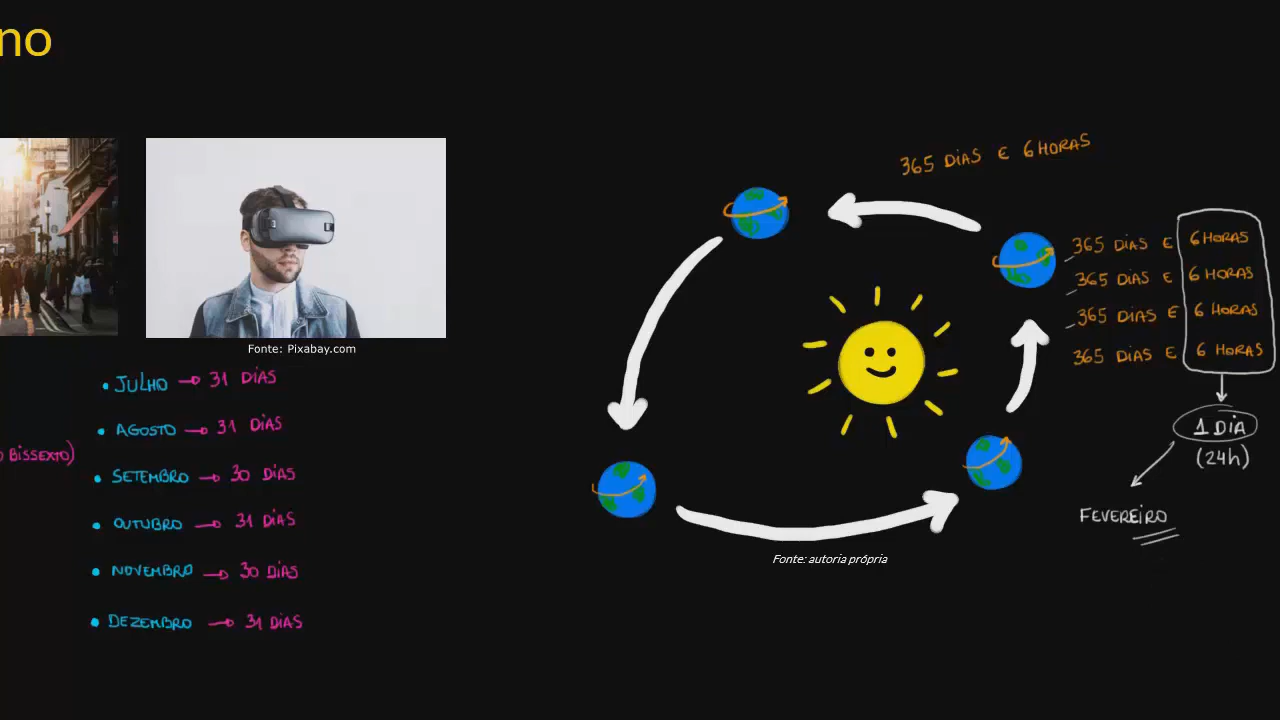 no
Fonte: Pixabay.com
• JULHO → 31 DIAS
• AGOSTO → 31 DIAS
BISSEXTO)
• SETEMBRO → 30 DIAS
• OUTUBRO → 31 DIAS
• NOVEMBRO → 30 DIAS
• DEZEMBRO → 31 DIAS
365 DIAS E 6 HORAS
365 DIAS E 6 HORAS
365 DIAS E 6 HORAS
365 DIAS E 6 HORAS
365 DIAS E 6 HORAS
1 DIA
(24h)
FEVEREIRO
Fonte: autoria própria